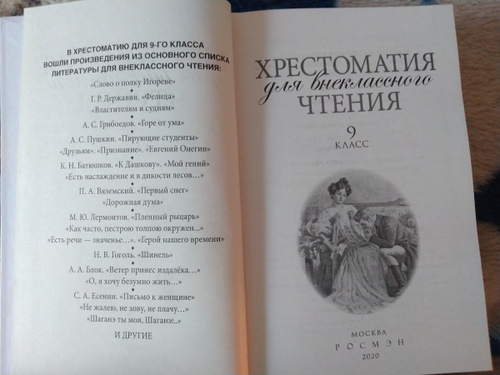 В ХРЕСТОМАТИЮ ДЛЯ 9-ГО КЛАССА
ВОШЛИ ПРОИЗВЕДЕНИЯ ИЗ ОСНОВНОГО СПИСКА
ЛИТЕРАТУРЫ ДЛЯ ВНЕКЛАССНОГО ЧТЕНИЯ:
«Слово о полку Игореве»
Г. Р. Державин. «Фелица»
«Властителям и судиям»
А. С. Грибоедов. «Горе от ума»
А. С. Пушкин. «Пирующие студенты»
«Друзьям». «Признание». «Евгений Онегин»
К. Н. Батюшков. «К Дашкову». «Мой гений»
«Есть наслаждение и в дикости лесов...»
П. А. Вяземский. «Первый снег»
«Дорожная дума»
М. Ю. Лермонтов. «Пленный рыцарь»
«Как часто, пестрою толпою окружен...»
«Есть речи — значенье...». «Герой нашего времени»
Н. В. Гоголь. «Шинель»
А. А. Блок. «Ветер принес издалёка...»
«О, я хочу безумно жить...»
С. А. Есенин. «Письмо к женщине»
«Не жалею, не зову, не плачу...»
«Шаганэ ты моя, Шаганэ..»
И ДРУГИЕ
ХРЕСТОМАТИЯ
для внеклассного
ЧТЕНИЯ
9
КЛАСС
МОСКВА
РОСМЭН
2020